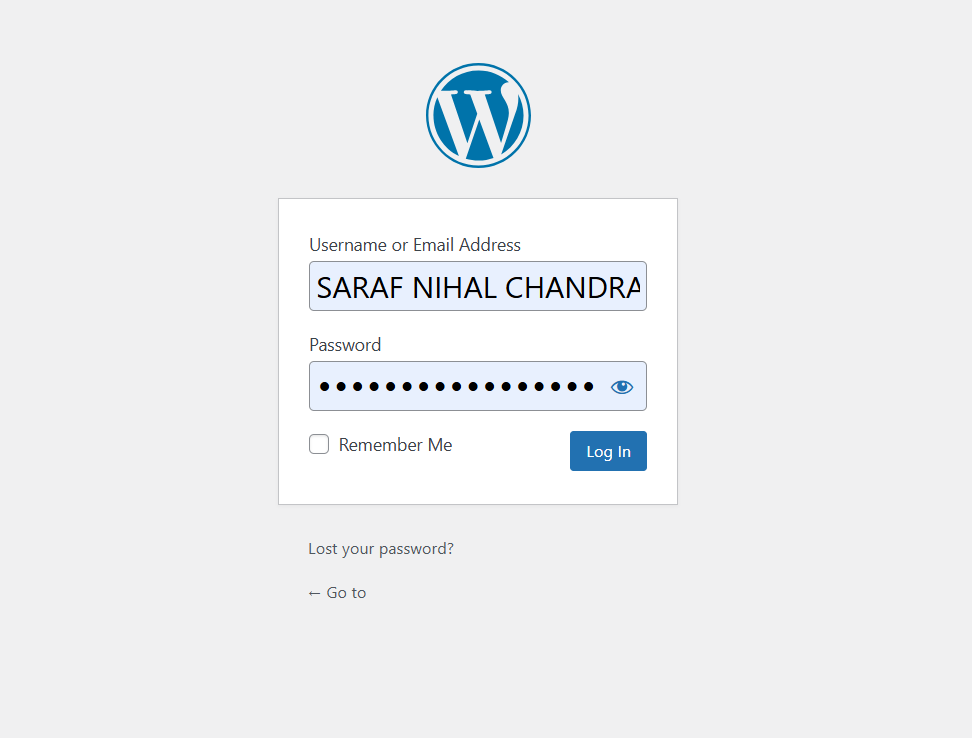 Username or Email Address
SARAF NIHAL CHANDRA
Password
Remember Me
Log In
Lost your password?
← Go to